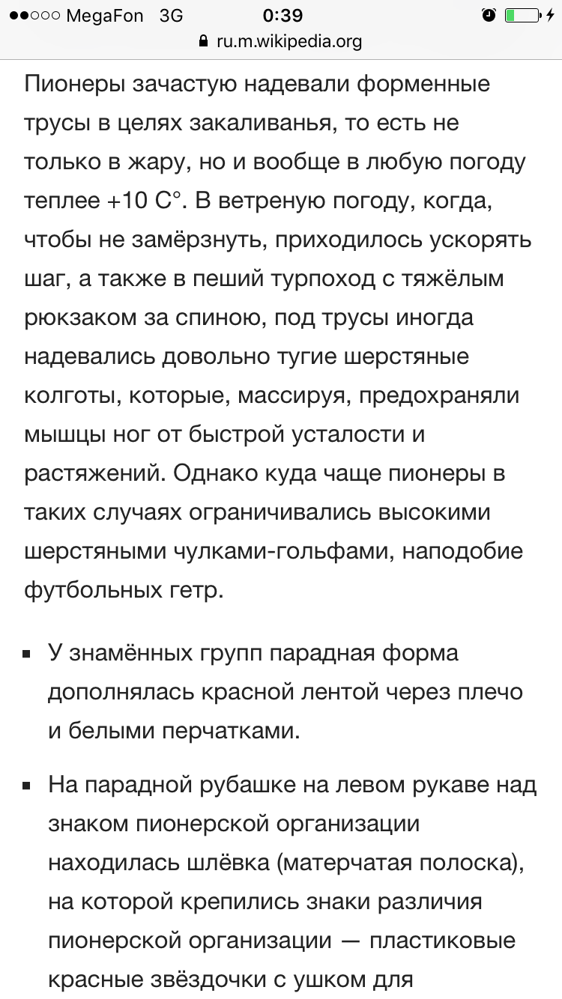 MegaFon 3G 0:39
ru.m.wikipedia.org
Пионеры зачастую надевали форменные
трусы в целях закаливанья, то есть не
только в жару, но и вообще в любую погоду
теплее +10 C°. В ветреную погоду, когда,
чтобы не замёрзнуть, приходилось ускорять
шаг, а также в пеший турпоход с тяжёлым
рюкзаком за спиною, под трусы иногда
надевались довольно тугие шерстяные
колготы, которые, массируя, предохраняли
мышцы ног от быстрой усталости и
растяжений. Однако куда чаще пионеры в
таких случаях ограничивались высокими
шерстяными чулками-гольфами, наподобие
футбольных гетр.
▪ У знамённых групп парадная форма
дополнялась красной лентой через плечо
и белыми перчатками.
▪ На парадной рубашке на левом рукаве над
знаком пионерской организации
находилась шлёвка (матерчатая полоска),
на которой крепились знаки различия
пионерской организации — пластиковые
красные звёздочки с ушком для